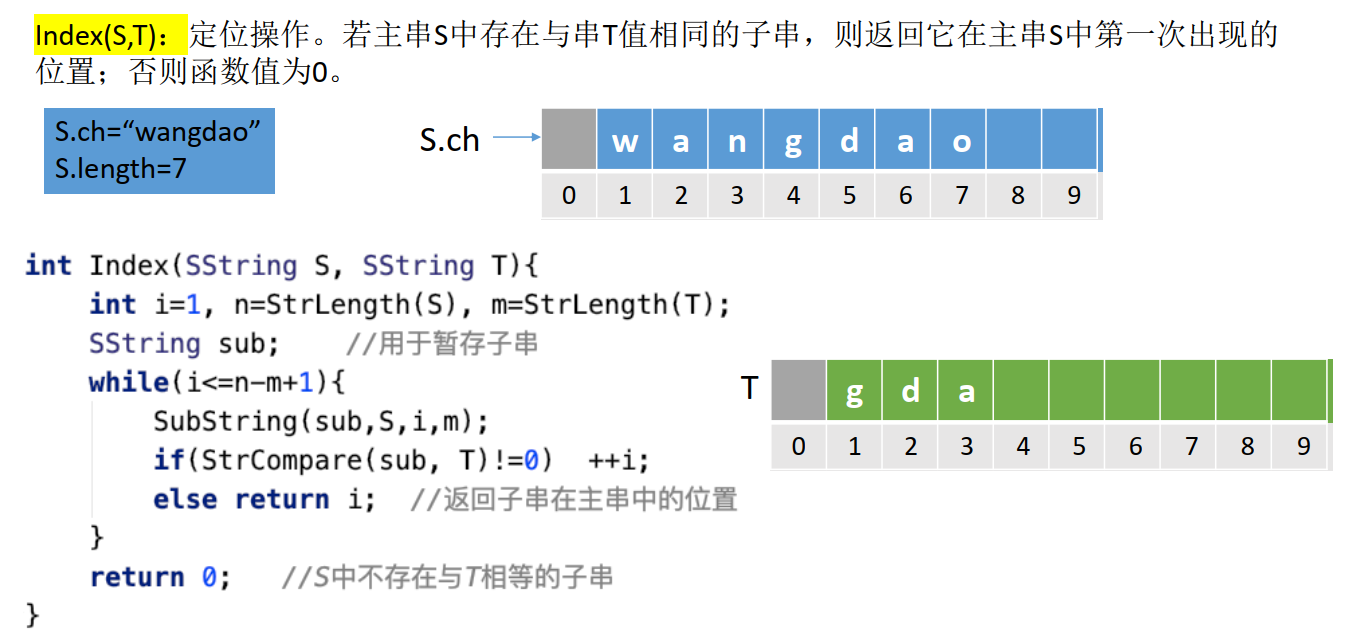 Index(S,T)：定位操作。若主串S中存在与串T值相同的子串，则返回它在主串S中第一次出现的
位置；否则函数值为0。
S.ch=“wangdao”
S.length=7
S.ch
w a n g d a o
0 1 2 3 4 5 6 7 8 9
int Index(SString S, SString T){
int i=1, n=StrLength(S), m=StrLength(T);
SString sub; //用于暂存子串
while(i<=n-m+1){
SubString(sub,S,i,m);
if(StrCompare(sub, T)!=0) ++i;
else return i; //返回子串在主串中的位置
}
return 0; //S中不存在与T相等的子串
}
T
g d a
0 1 2 3 4 5 6 7 8 9